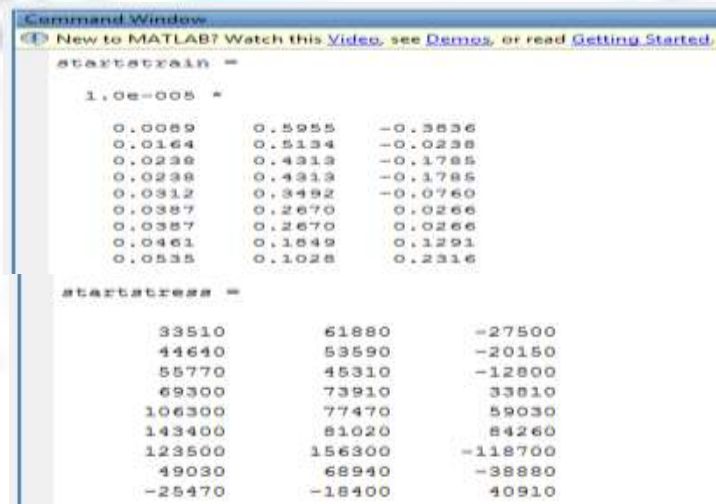 Command Window
New to MATLAB? Watch this Video, see Demos, or read Getting Started.
startstrain =
1.0e-005 *
0.0089 0.5955 -0.3836
0.0164 0.5134 -0.0238
0.0238 0.4313 -0.1785
0.0238 0.4313 -0.1785
0.0312 0.3492 -0.0760
0.0387 0.2670 0.0266
0.0387 0.2670 0.0266
0.0461 0.1849 0.1291
0.0535 0.1028 0.2316
startstress =
33510 61880 -27500
44640 53590 -20150
55770 45310 -12800
69300 73910 33810
106300 77470 59030
143400 81020 84260
123500 156300 -118700
49030 68940 -38880
-25470 -18400 40910